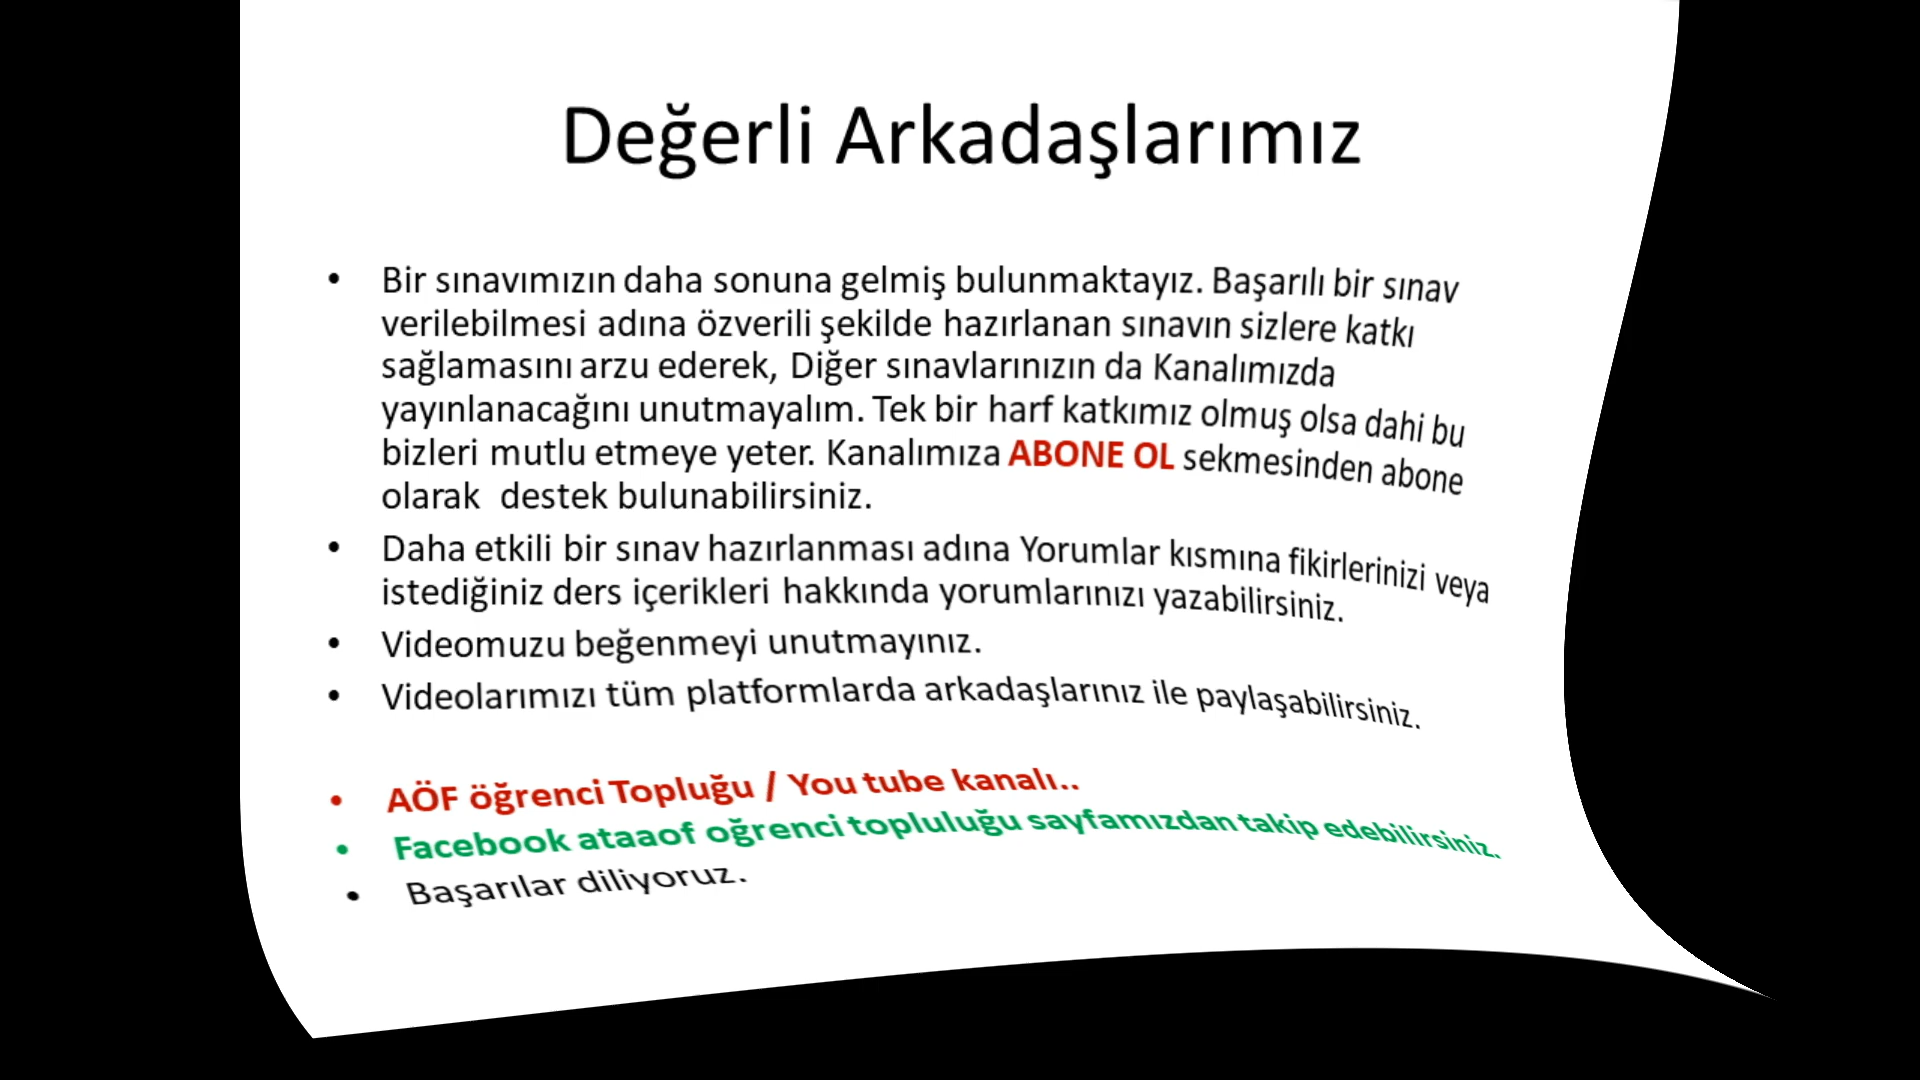 Değerli Arkadaşlarımız
• Bir sınavımızın daha sonuna gelmiş bulunmaktayız. Başarılı bir sınav
verilebilmesi adına özverili şekilde hazırlanan sınavın sizlere katkı
sağlamasını arzu ederek, Diğer sınavlarınızın da Kanalımızda
yayınlanacağını unutmayalım. Tek bir harf katkımız olmuş olsa dahi bu
bizleri mutlu etmeye yeter. Kanalımıza ABONE OL sekmesinden abone
olarak  destek bulunabilirsiniz.
• Daha etkili bir sınav hazırlanması adına Yorumlar kısmına fikirlerinizi veya
istediğiniz ders içerikleri hakkında yorumlarınızı yazabilirsiniz.
• Videomuzu beğenmeyi unutmayınız.
• Videolarımızı tüm platformlarda arkadaşlarınız ile paylaşabilirsiniz.
• AÖF öğrenci Topluğu / You tube kanalı..
• Facebook ataaof oğrenci topluluğu sayfamızdan takip edebilirsiniz.
• Başarılar diliyoruz.